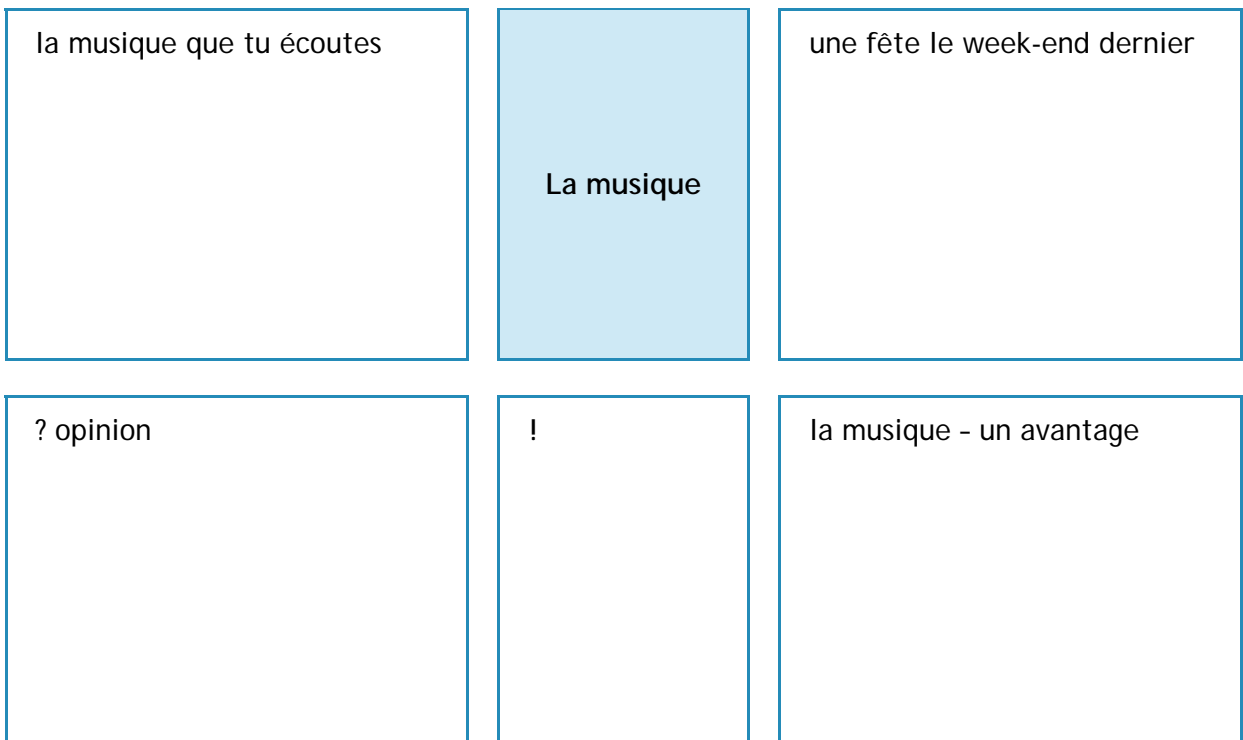 la musique que tu écoutes
La musique
une fête le week-end dernier
? opinion
!
la musique – un avantage